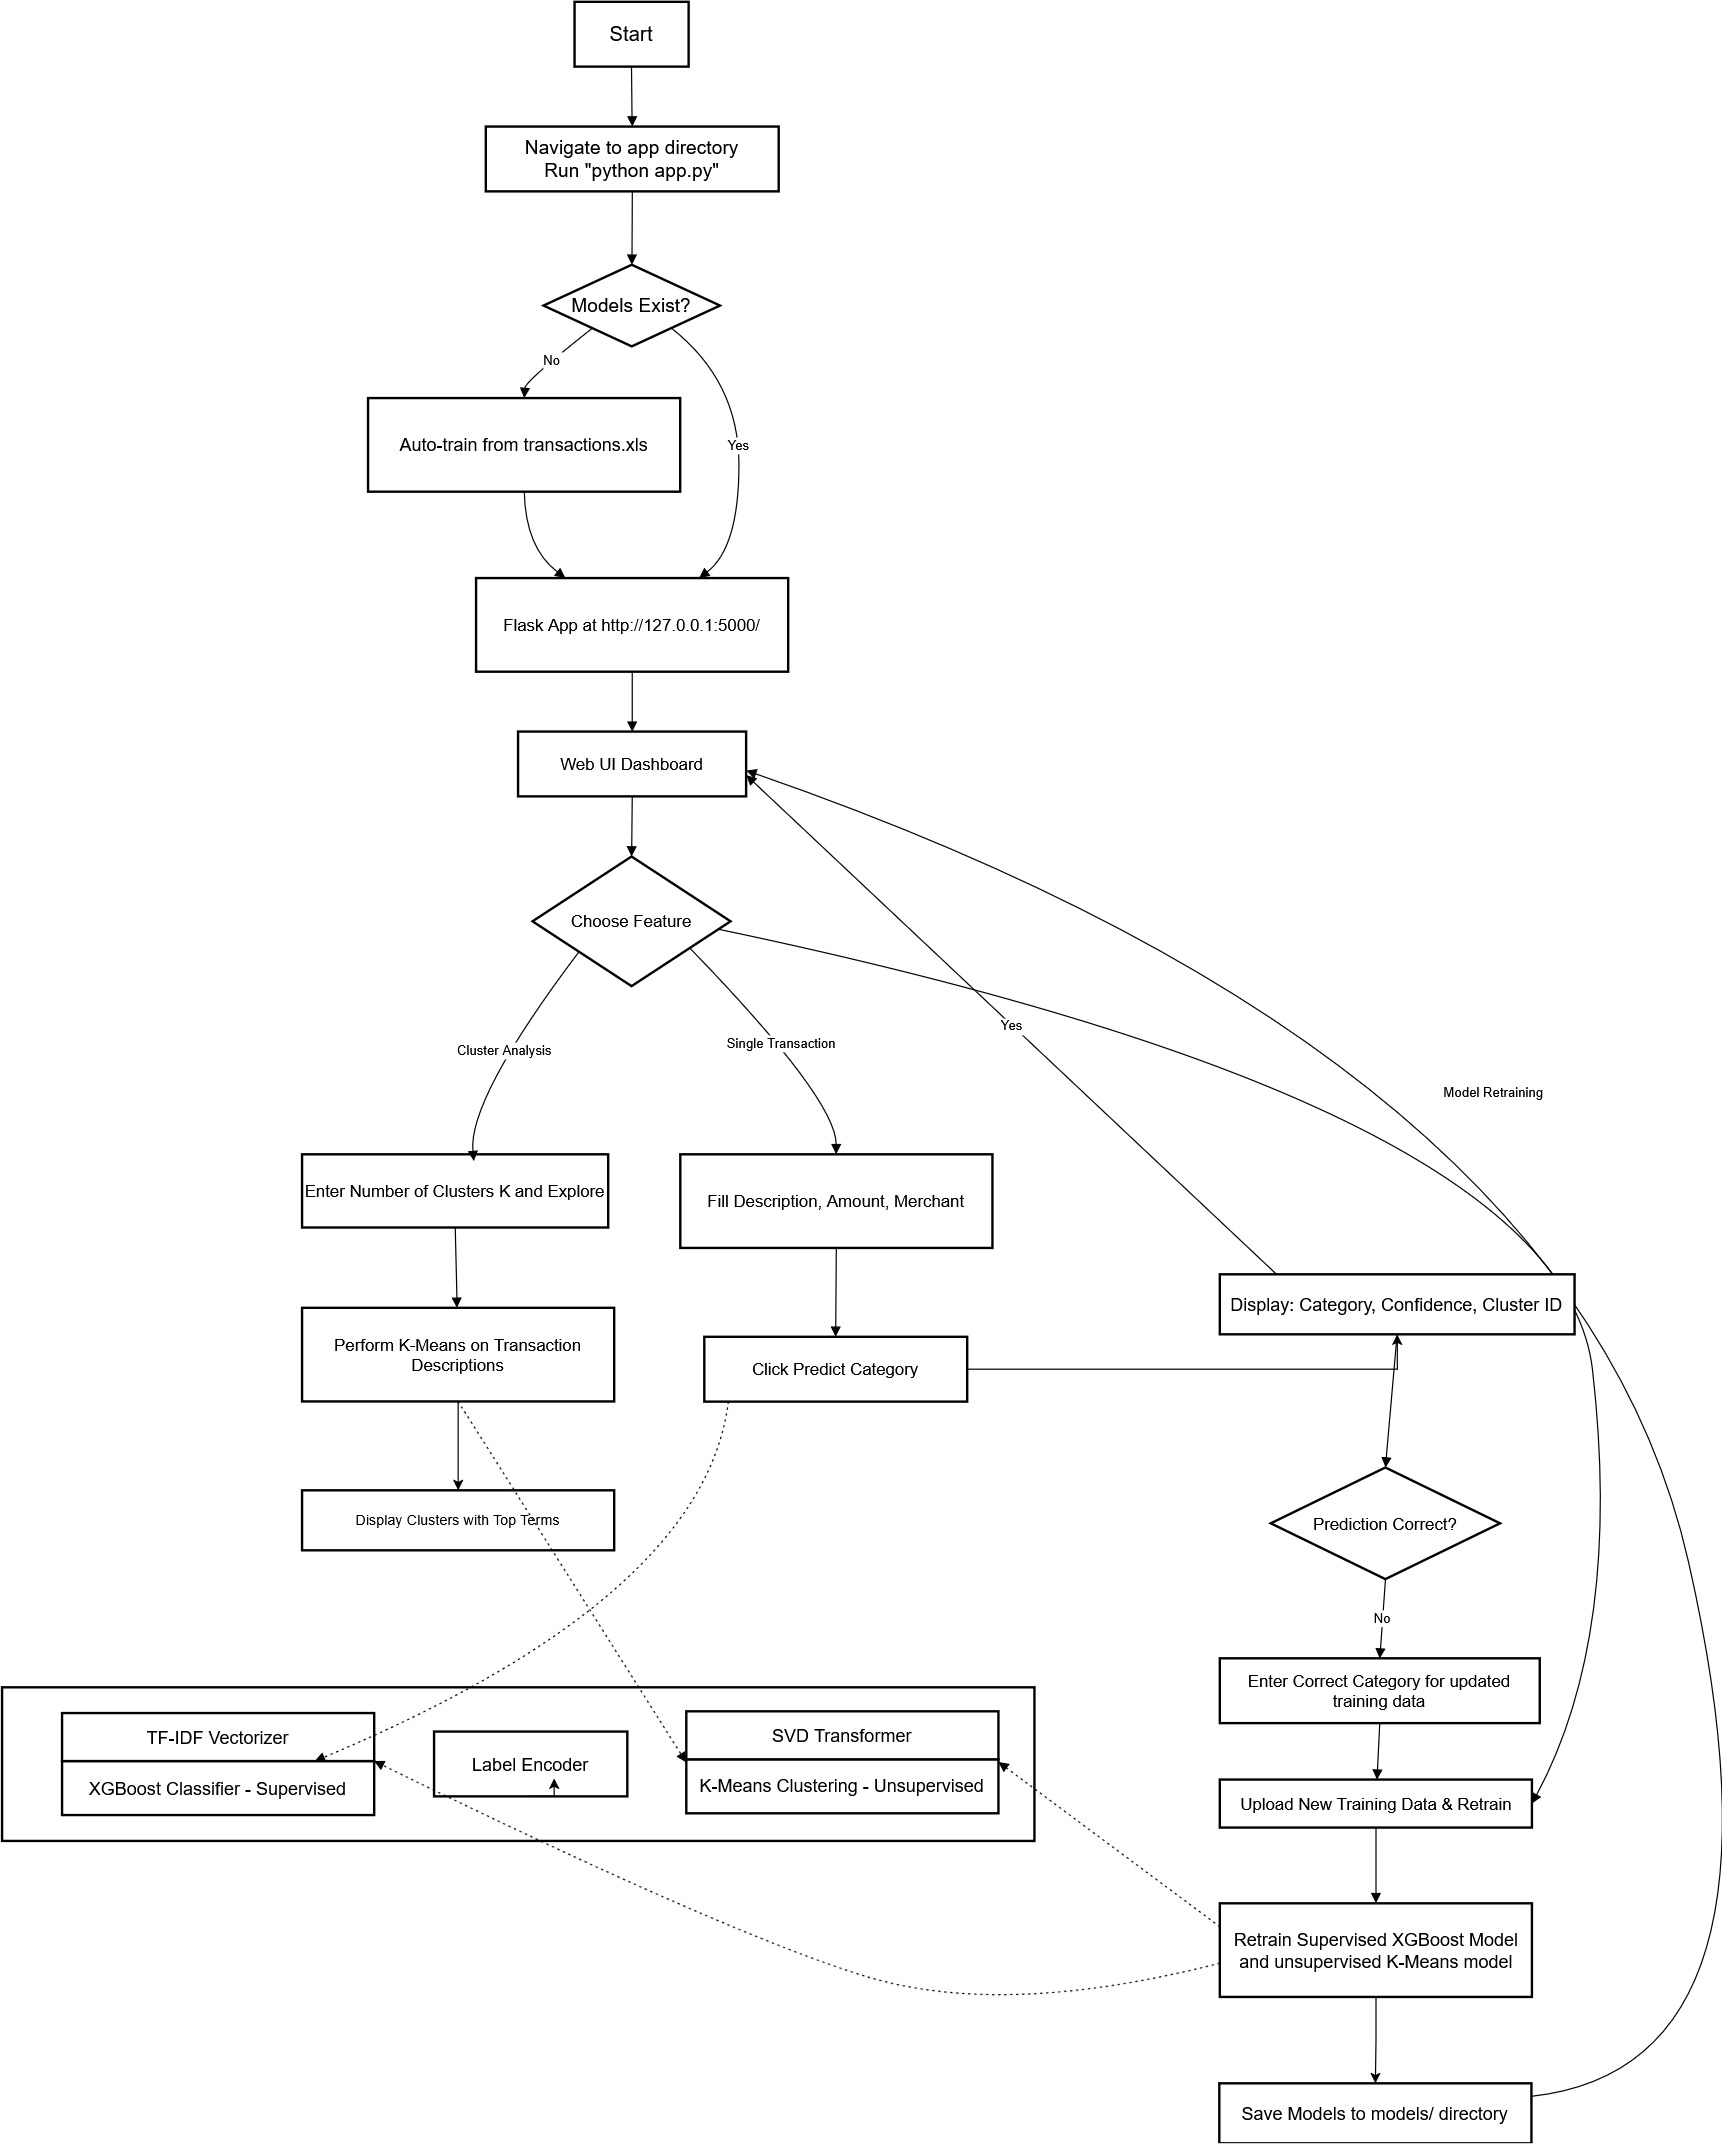 Start
Navigate to app directory
Run "python app.py"
Models Exist?
No
Auto-train from transactions.xls
Yes
Flask App at http://127.0.0.1:5000/
Web UI Dashboard
Choose Feature
Yes
Cluster Analysis
Single Transaction
Model Retraining
Enter Number of Clusters K and Explore
Fill Description, Amount, Merchant
Display: Category, Confidence, Cluster ID
Perform K-Means on Transaction
Descriptions
Click Predict Category
Display Clusters with Top Terms
Prediction Correct?
No
Enter Correct Category for updated
training data
TF-IDF Vectorizer
XGBoost Classifier - Supervised
Label Encoder
SVD Transformer
K-Means Clustering - Unsupervised
Upload New Training Data & Retrain
Retrain Supervised XGBoost Model
and unsupervised K-Means model
Save Models to models/ directory